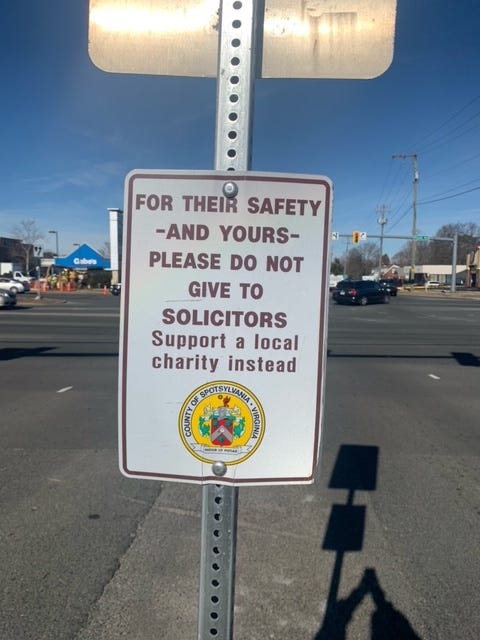 FOR THEIR SAFETY
-AND YOURS-
PLEASE DO NOT
GIVE TO
SOLICITORS
Support a local
charity instead
COUNTY OF SPOTSYLVANIA • VIRGINIA
Gabe's